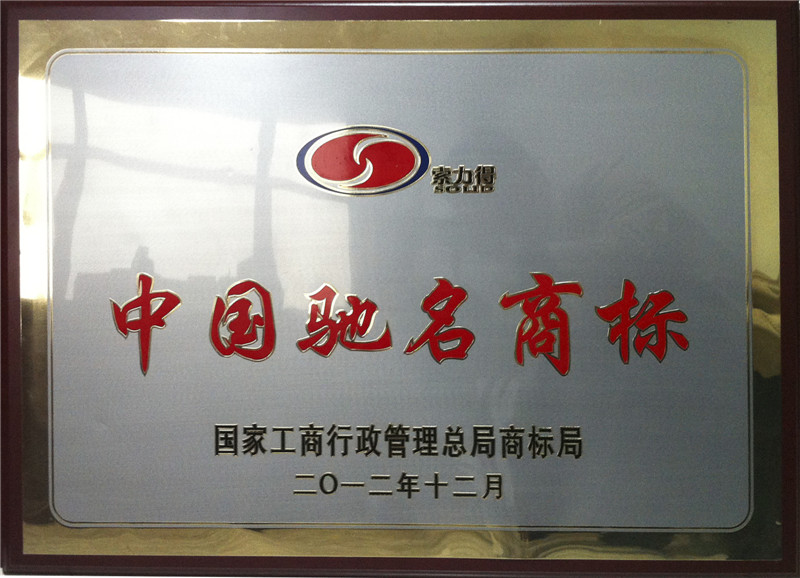 索力得
SOLID
中国驰名商标
国家工商行政管理总局商标局
二〇一二年十二月